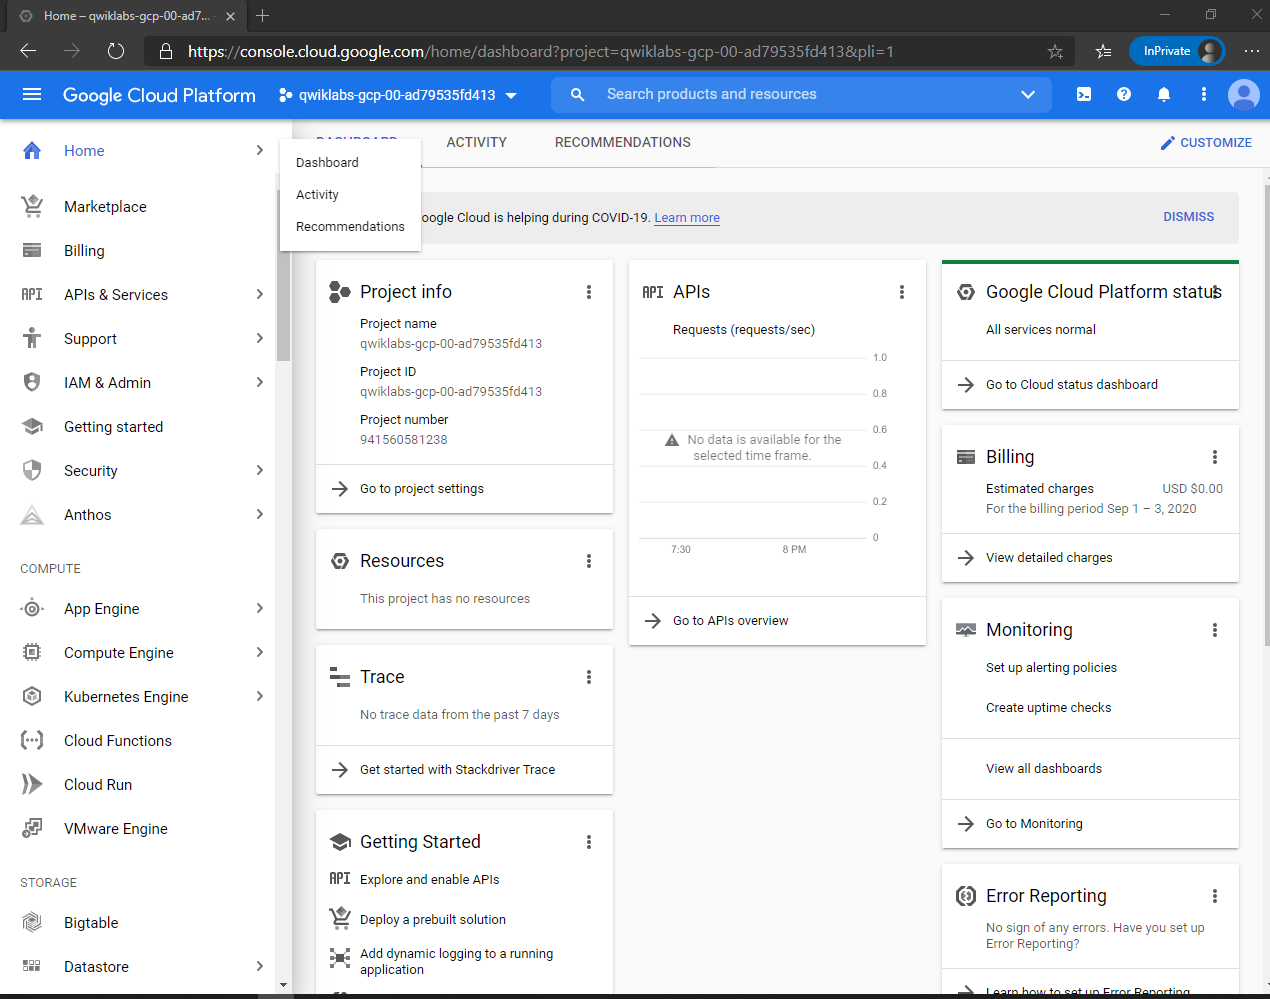 Home – qwiklabs-gcp-00-ad7...
https://console.cloud.google.com/home/dashboard?project=qwiklabs-gcp-00-ad79535fd413&pli=1
InPrivate
Google Cloud Platform
qwiklabs-gcp-00-ad79535fd413
Search products and resources
Home
Marketplace
Billing
API
APIs & Services
Support
IAM & Admin
Getting started
Security
Anthos
COMPUTE
App Engine
Compute Engine
Kubernetes Engine
Cloud Functions
Cloud Run
VMware Engine
STORAGE
Bigtable
Datastore
Dashboard
Activity
Recommendations
DASHBOARD
ACTIVITY
RECOMMENDATIONS
CUSTOMIZE
oogle Cloud is helping during COVID-19. Learn more
DISMISS
Project info
Project name
qwiklabs-gcp-00-ad79535fd413
Project ID
qwiklabs-gcp-00-ad79535fd413
Project number
941560581238
Go to project settings
Resources
This project has no resources
Trace
No trace data from the past 7 days
Get started with Stackdriver Trace
Getting Started
API
Explore and enable APIs
Deploy a prebuilt solution
Add dynamic logging to a running
application
API
APIs
Requests (requests/sec)
1.0
0.8
0.6
0.4
0.2
0
No data is available for the
selected time frame.
7:30
8 PM
Go to APIs overview
Google Cloud Platform status
All services normal
Go to Cloud status dashboard
Billing
Estimated charges
USD $0.00
For the billing period Sep 1 – 3, 2020
View detailed charges
Monitoring
Set up alerting policies
Create uptime checks
View all dashboards
Go to Monitoring
Error Reporting
No sign of any errors. Have you set up
Error Reporting?
Learn how to set up Error Reporting